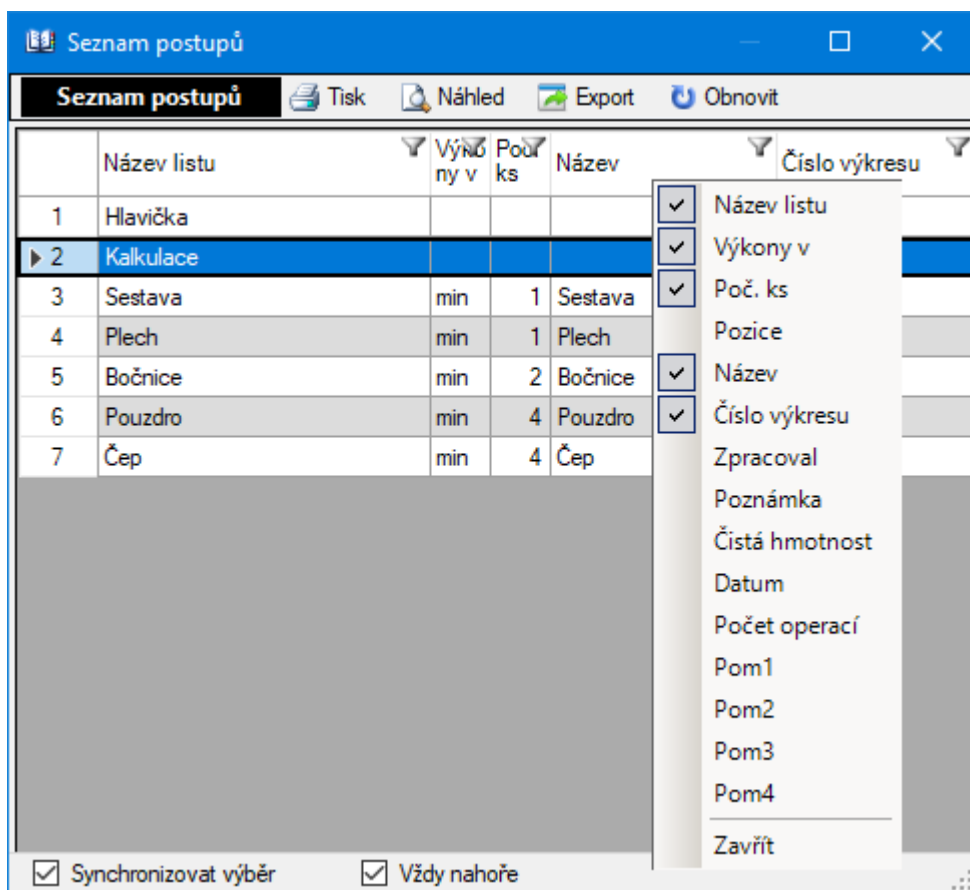 Seznam postupů
Seznam postupů Tisk Náhled Export Obnovit
Název listu Výko
ny v Poč
ks Název Číslo výkresu
1 Hlavička
2 Kalkulace
3 Sestava min 1 Sestava
4 Plech min 1 Plech
5 Bočnice min 2 Bočnice
6 Pouzdro min 4 Pouzdro
7 Čep min 4 Čep
Název listu
Výkony v
Poč. ks
Pozice
Název
Číslo výkresu
Zpracoval
Poznámka
Čistá hmotnost
Datum
Počet operací
Pom1
Pom2
Pom3
Pom4
Zavřít
Synchronizovat výběr Vždy nahoře